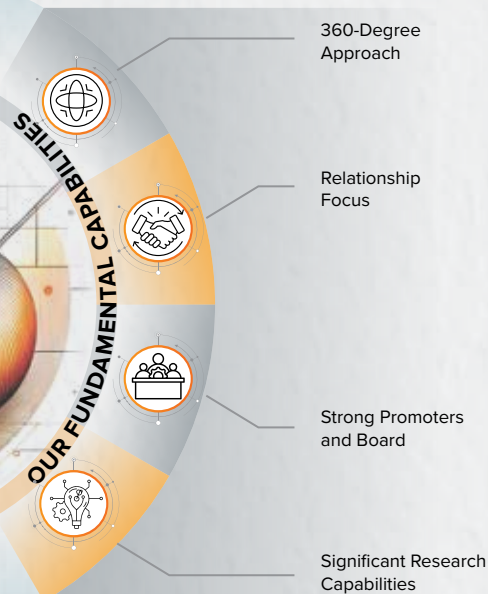 OUR FUNDAMENTAL CAPABILITIES
360-Degree
Approach
Relationship
Focus
Strong Promoters
and Board
Significant Research
Capabilities